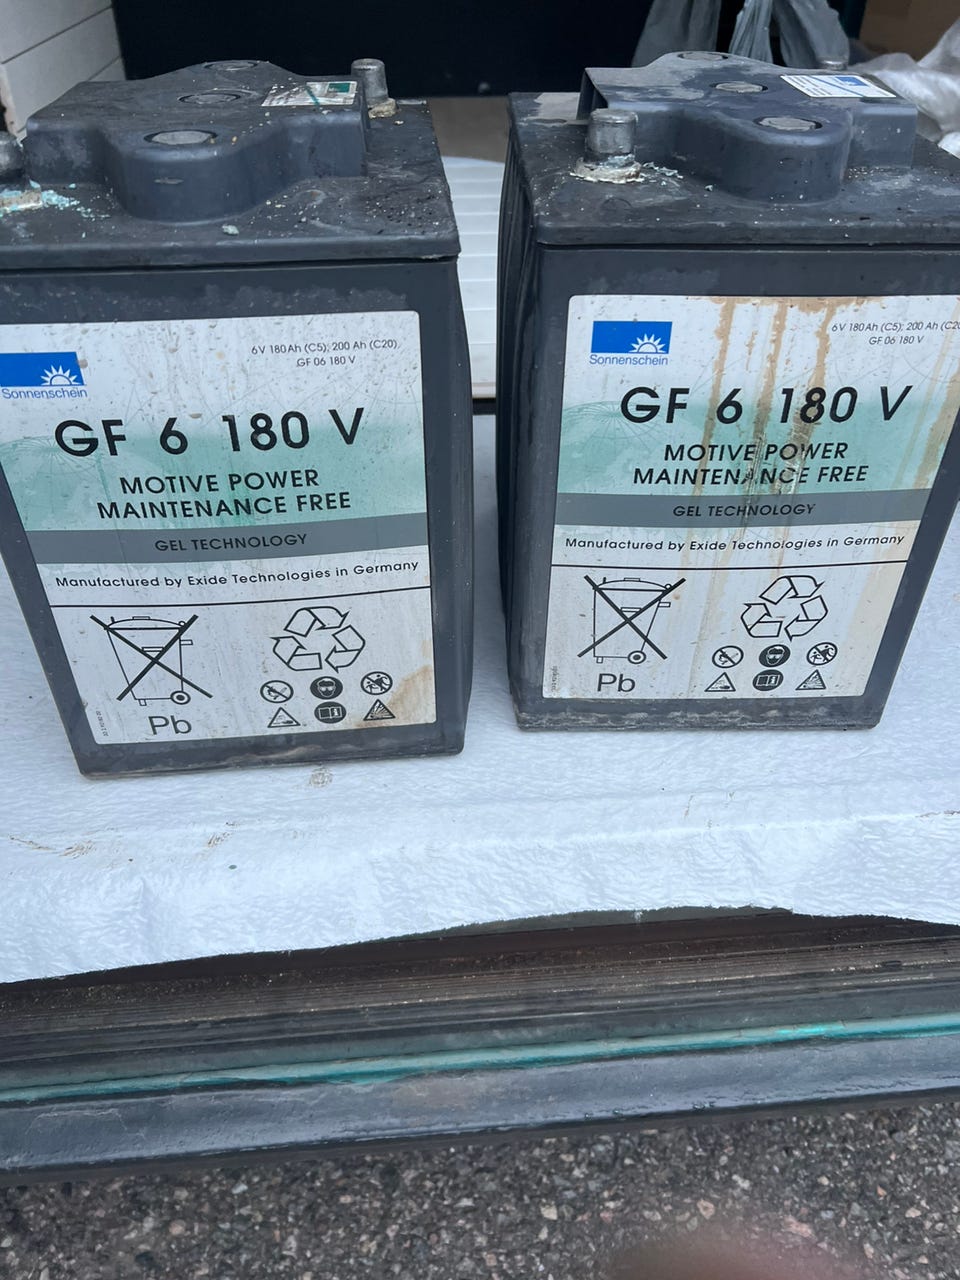 6V 180Ah (C5); 200 Ah (C20)
GF 06 180 V
Sonnenschein
GF 6 180 V
MOTIVE POWER
MAINTENANCE FREE
GEL TECHNOLOGY
Manufactured by Exide Technologies in Germany
Pb
6V 180Ah (C5); 200 Ah
GF 06 180 V
Sonnenschein
GF 6 180 V
MOTIVE POWER
MAINTENANCE FREE
GEL TECHNOLOGY
Manufactured by Exide Technologies in Germany
Pb